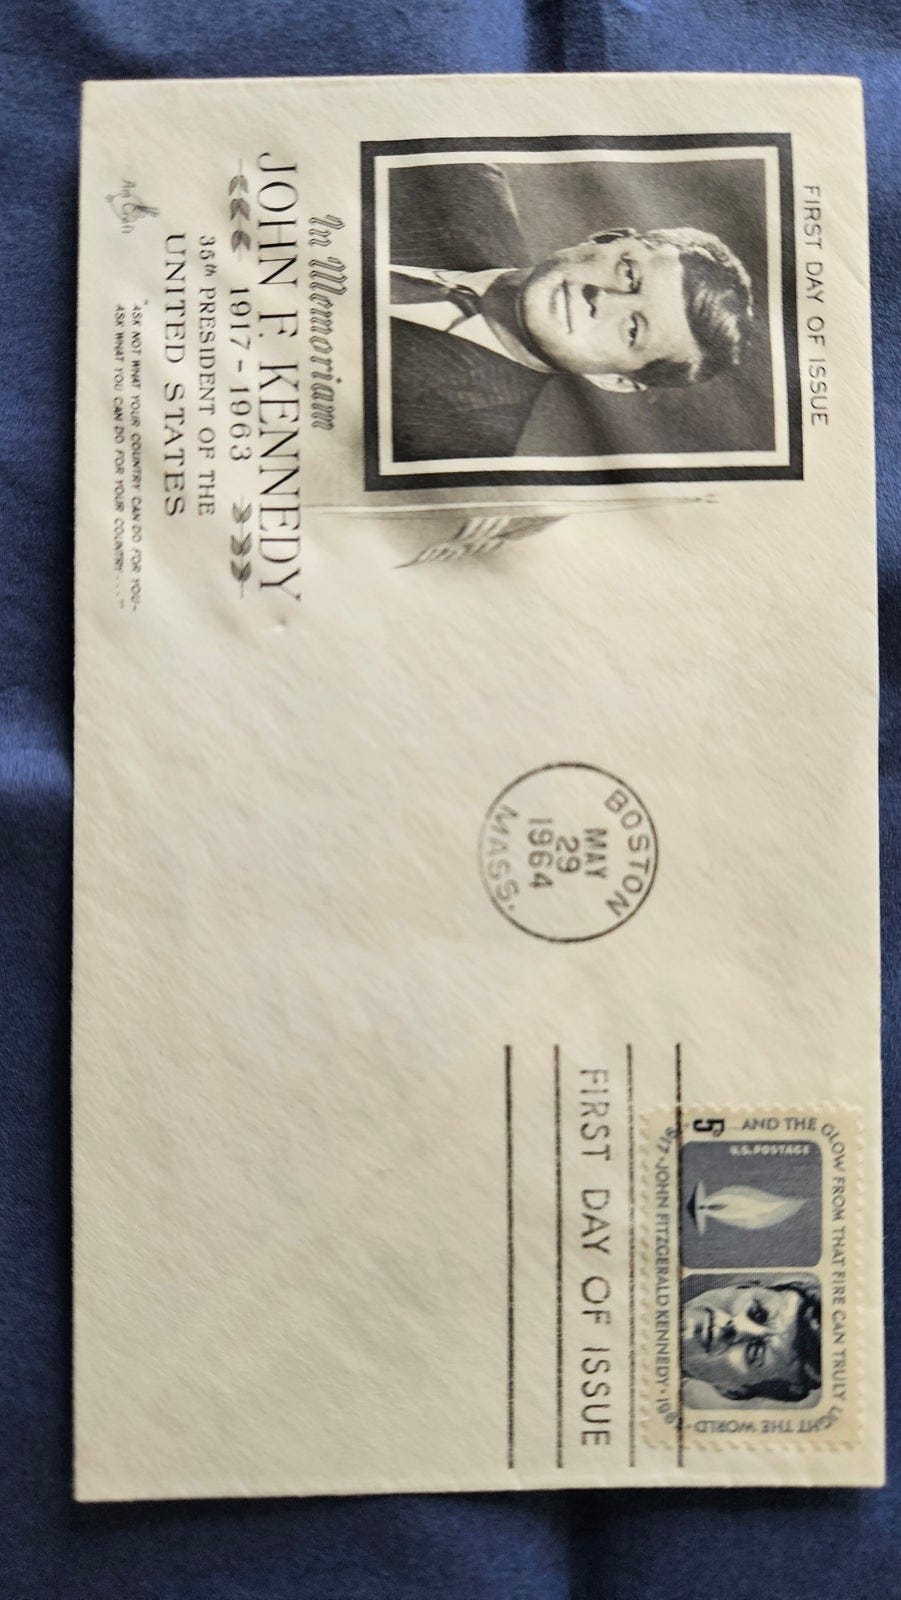 FIRST DAY OF ISSUE
In Memoriam
JOHN F. KENNEDY
1917 - 1963
35th PRESIDENT OF THE
UNITED STATES
"ASK NOT WHAT YOUR COUNTRY CAN DO FOR YOU-
ASK WHAT YOU CAN DO FOR YOUR COUNTRY..."
Art Craft
BOSTON
MAY
29
1964
MASS.
FIRST DAY OF ISSUE
5c
AND THE GLOW FROM THAT FIRE CAN TRULY LIGHT THE WORLD
U.S. POSTAGE
JOHN FITZGERALD KENNEDY